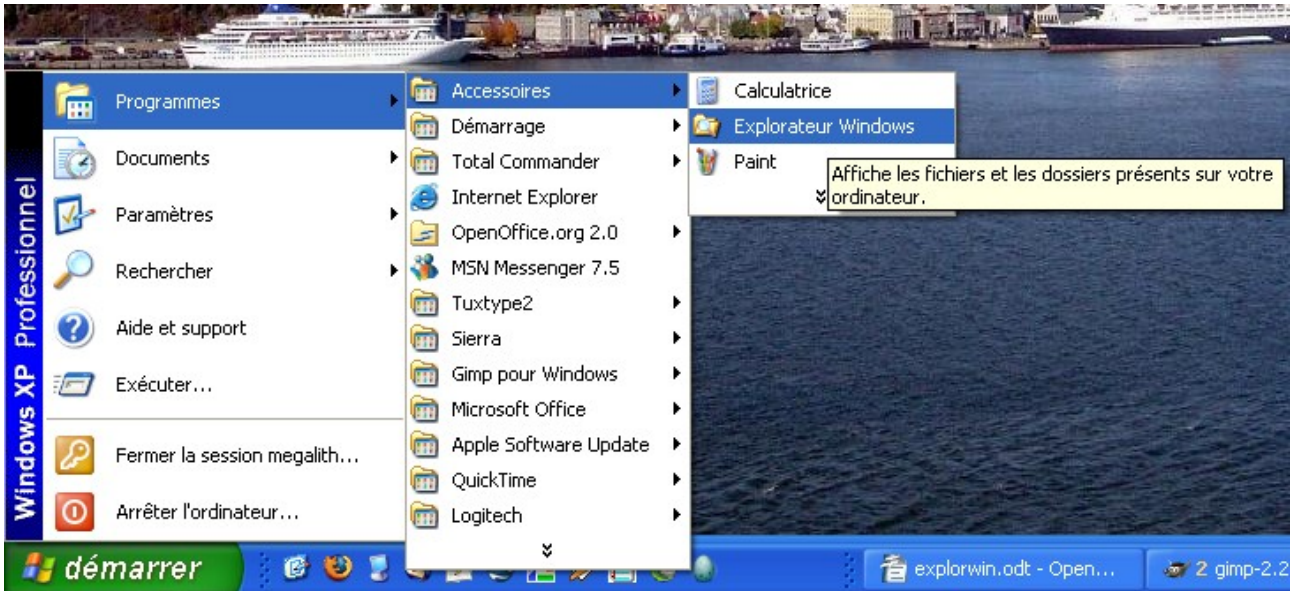 Windows XP Professionnel
Programmes
Documents
Paramètres
Rechercher
Aide et support
Exécuter...
Fermer la session megalith...
Arrêter l'ordinateur...
Accessoires
Démarrage
Total Commander
Internet Explorer
OpenOffice.org 2.0
MSN Messenger 7.5
Tuxtype2
Sierra
Gimp pour Windows
Microsoft Office
Apple Software Update
QuickTime
Logitech
Calculatrice
Explorateur Windows
Paint
Affiche les fichiers et les dossiers présents sur votre
ordinateur.
démarrer
explorwin.odt - Open...
2 gimp-2.2